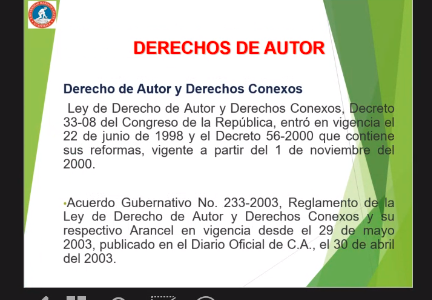 DERECHOS DE AUTOR
Derecho de Autor y Derechos Conexos
Ley de Derecho de Autor y Derechos Conexos, Decreto
33-08 del Congreso de la República, entró en vigencia el
22 de junio de 1998 y el Decreto 56-2000 que contiene
sus reformas, vigente a partir del 1 de noviembre del
2000.
•Acuerdo Gubernativo No. 233-2003, Reglamento de la
Ley de Derecho de Autor y Derechos Conexos y su
respectivo Arancel en vigencia desde el 29 de mayo
2003, publicado en el Diario Oficial de C.A., el 30 de abril
del 2003.